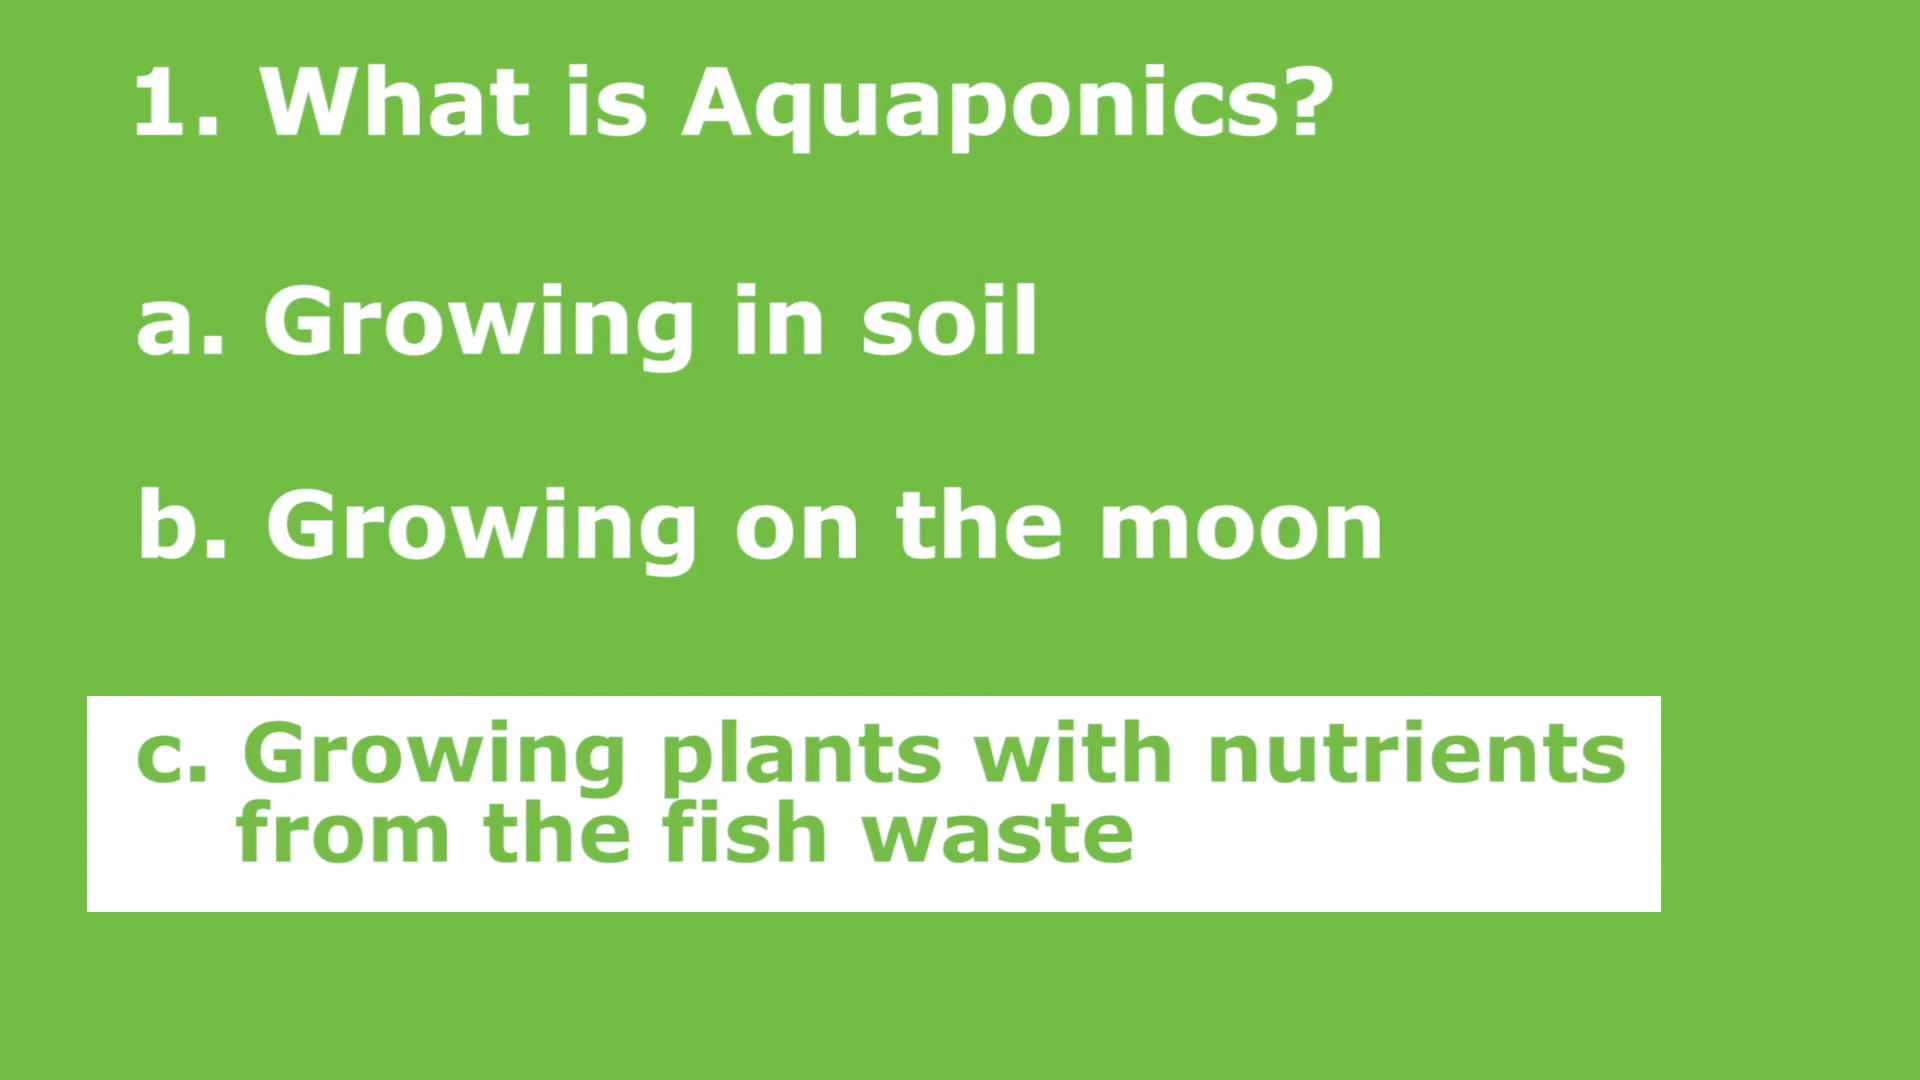 1. What is Aquaponics?
a. Growing in soil
b. Growing on the moon
c. Growing plants with nutrients
from the fish waste